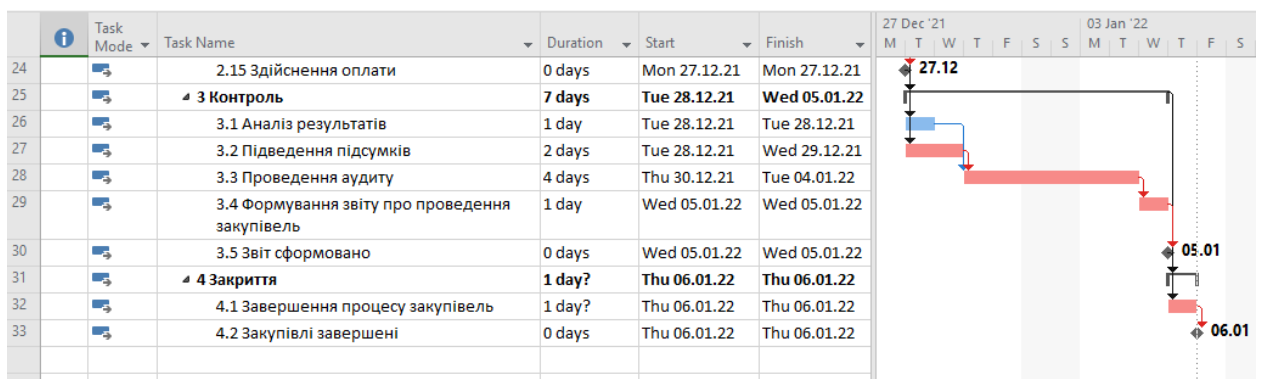 Task Mode Task Name Duration Start Finish
27 Dec '21 03 Jan '22
M T W T F S S M T W T F S
24 2.15 Здійснення оплати 0 days Mon 27.12.21 Mon 27.12.21 27.12
25 3 Контроль 7 days Tue 28.12.21 Wed 05.01.22
26 3.1 Аналіз результатів 1 day Tue 28.12.21 Tue 28.12.21
27 3.2 Підведення підсумків 2 days Tue 28.12.21 Wed 29.12.21
28 3.3 Проведення аудиту 4 days Thu 30.12.21 Tue 04.01.22
29 3.4 Формування звіту про проведення 1 day Wed 05.01.22 Wed 05.01.22
закупівель
30 3.5 Звіт сформовано 0 days Wed 05.01.22 Wed 05.01.22 05.01
31 4 Закриття 1 day? Thu 06.01.22 Thu 06.01.22
32 4.1 Завершення процесу закупівель 1 day? Thu 06.01.22 Thu 06.01.22
33 4.2 Закупівлі завершені 0 days Thu 06.01.22 Thu 06.01.22 06.01